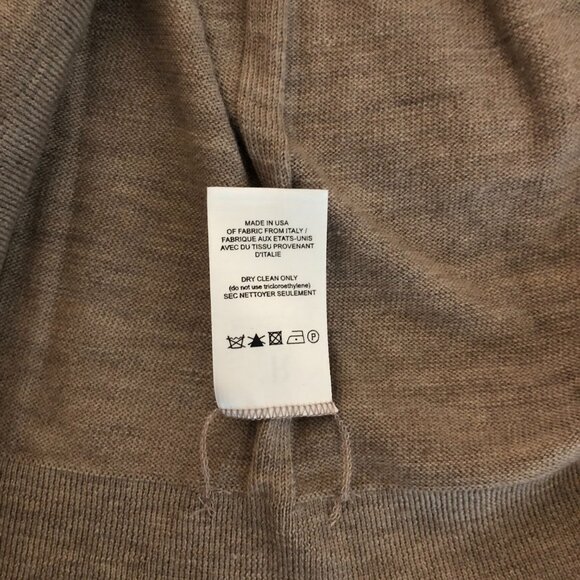 MADE IN USA
OF FABRIC FROM ITALY /
FABRIQUE AUX ETATS-UNIS
AVEC DU TISSU PROVENANT
D'ITALIE
DRY CLEAN ONLY
(do not use tricloroethylene)
SEC NETTOYER SEULEMENT
P